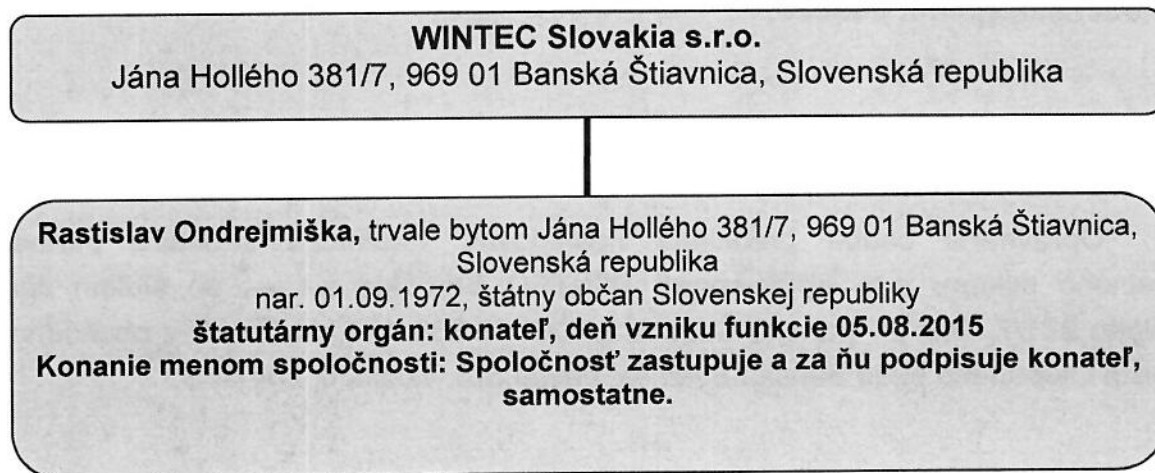 WINTEC Slovakia s.r.o.
Jána Hollého 381/7, 969 01 Banská Štiavnica, Slovenská republika
Rastislav Ondrejmiška, trvale bytom Jána Hollého 381/7, 969 01 Banská Štiavnica,
Slovenská republika
nar. 01.09.1972, štátny občan Slovenskej republiky
štatutárny orgán: konateľ, deň vzniku funkcie 05.08.2015
Konanie menom spoločnosti: Spoločnosť zastupuje a za ňu podpisuje konateľ,
samostatne.